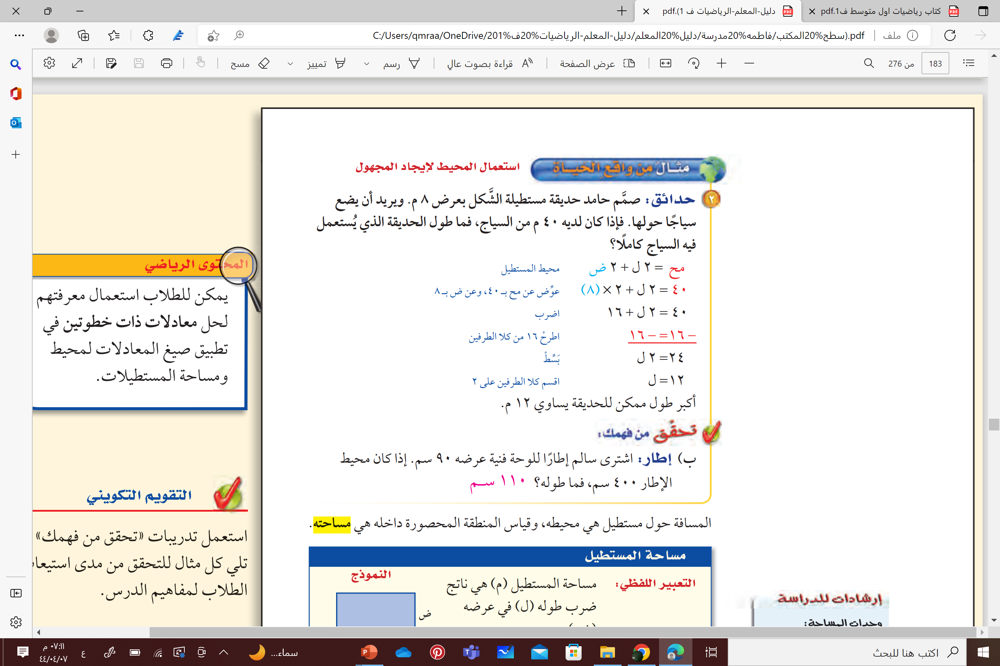 كتاب رياضيات اول متوسط ف1.pdf
دليل-المعلم-الرياضيات ف 1).pdf
ملف
C:/Users/qmraa/OneDrive/سطح%20المكتب/فاطمه%20مدرسة/دليل%20المعلم/دليل-المعلم-الرياضيات%20ف%201).pdf
183
من 276
عرض الصفحة
قراءة بصوت عالٍ
رسم
تمييز
مسح
مثال من واقع الحياة
استعمال المحيط لإيجاد المجهول
٢ حدائق: صمَّم حامد حديقة مستطيلة الشَّكل بعرض ٨ م. ويريد أن يضع
سياجًا حولها. فإذا كان لديه ٤٠ م من السياج، فما طول الحديقة الذي يُستعمل
فيه السياج كاملًا؟
مح = ٢ ل + ٢ ض محيط المستطيل
٤٠ = ٢ ل + ٢ × (٨) عوِّض عن مح بـ ٤٠، وعن ض بـ ٨
٤٠ = ٢ ل + ١٦ اضرب
– ١٦ = – ١٦ اطرحْ ١٦ من كلا الطرفين
٢٤ = ٢ ل بَسِّطْ
١٢ = ل اقسم كلا الطرفين على ٢
أكبر طول ممكن للحديقة يساوي ١٢ م.
تحقَّق من فهمك:
ب) إطار: اشترى سالم إطارًا للوحة فنية عرضه ٩٠ سم. إذا كان محيط
الإطار ٤٠٠ سم، فما طوله؟ ١١٠ سم
المسافة حول مستطيل هي محيطه، وقياس المنطقة المحصورة داخله هي مساحته.
مساحة المستطيل
التعبير اللفظي: مساحة المستطيل (م) هي ناتج
ضرب طوله (ل) في عرضه
النموذج
ض
إرشادات للدراسة
وحدات المساحة:
المحتوى الرياضي
يمكن للطلاب استعمال معرفتهم
لحل معادلات ذات خطوتين في
تطبيق صيغ المعادلات لمحيط
ومساحة المستطيلات.
التقويم التكويني
استعمل تدريبات «تحقق من فهمك»
تلي كل مثال للتحقق من مدى استيعا
الطلاب لمفاهيم الدرس.
اكتب هنا للبحث
سماء...
ع
٠٧:١١ م
٤٤/٠٤/٠٧